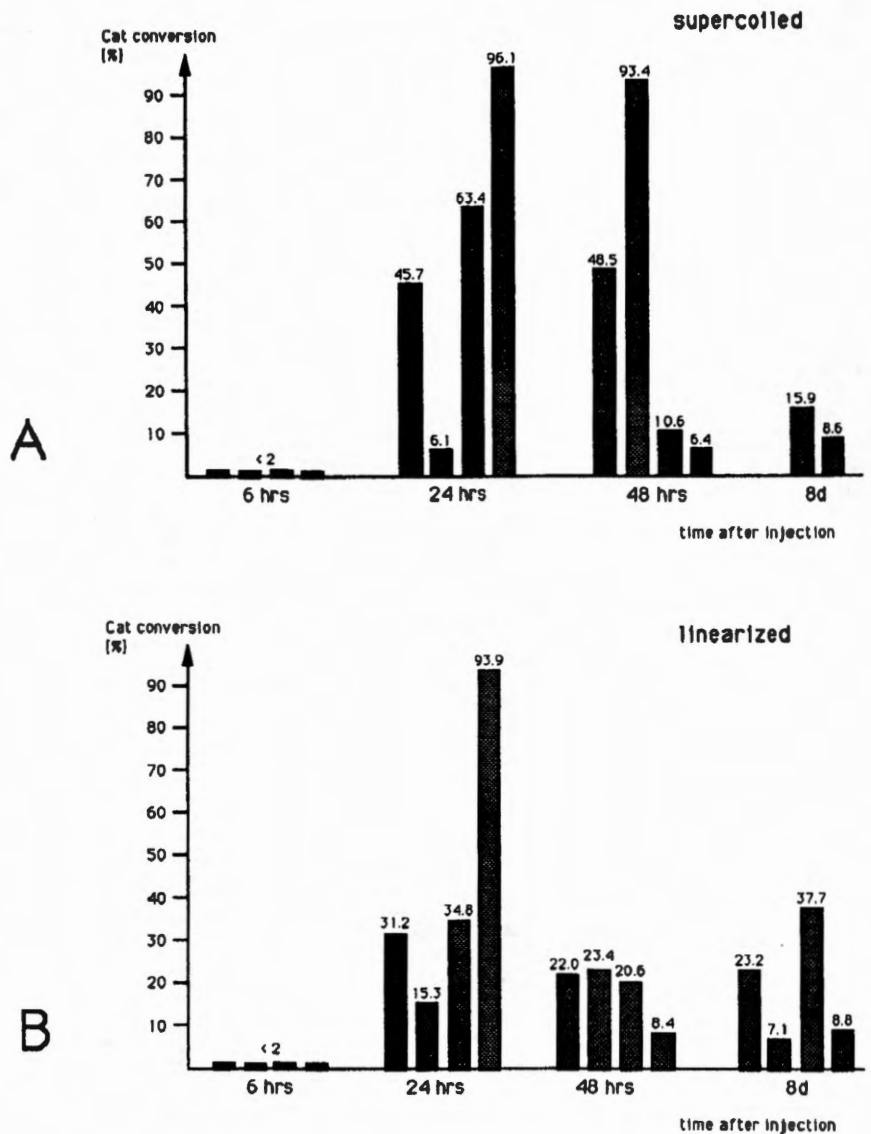 supercoiled
Cat conversion
[%]
96.1
93.4
90
80
70
63.4
60
50
48.5
45.7
40
30
20
15.9
10.6
10
8.6
6.4
6.1
A
< 2
6 hrs
24 hrs
48 hrs
8d
time after injection
Cat conversion
[%]
linearized
93.9
90
80
70
60
50
40
37.7
34.8
31.2
30
23.4
23.2
22.0
20.6
20
15.3
10
8.8
8.4
7.1
B
< 2
6 hrs
24 hrs
48 hrs
8d
time after injection